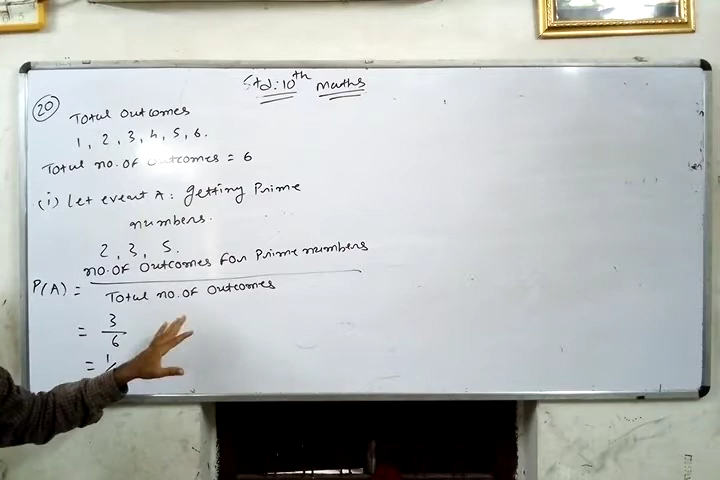 Std:10th Maths
20
Total Outcomes
1, 2, 3, 4, 5, 6.
Total no. of Outcomes = 6
(i) Let event A: Getting Prime
numbers.
2, 3, 5.
P(A) = no. of Outcomes for Prime numbers
Total no. of Outcomes
= 3/6
= 1/